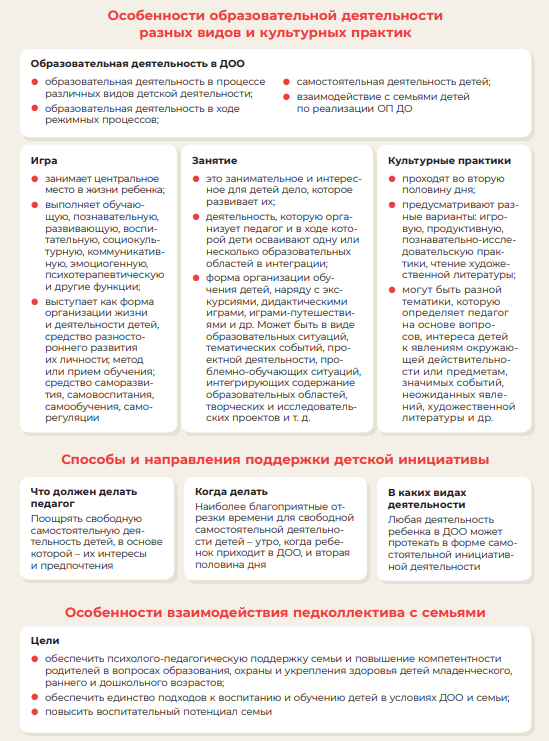 Особенности образовательной деятельности
разных видов и культурных практик
Образовательная деятельность в ДОО
● образовательная деятельность в процессе
различных видов детской деятельности;
● образовательная деятельность в ходе
режимных процессов;
● самостоятельная деятельность детей;
● взаимодействие с семьями детей
по реализации ОП ДО
Игра
● занимает центральное
место в жизни ребенка;
● выполняет обучаю-
щую, познавательную,
развивающую, воспи-
тательную, социокуль-
турную, коммуникатив-
ную, эмоциогенную,
психотерапевтическую
и другие функции;
● выступает как форма
организации жизни
и деятельности детей,
средство разносто-
роннего развития
их личности; метод
или прием обучения;
средство саморазви-
тия, самовоспитания,
самообучения, само-
регуляции
Занятие
● это занимательное и интерес-
ное для детей дело, которое
развивает их;
● деятельность, которую орга-
низует педагог и в ходе кото-
рой дети осваивают одну или
несколько образовательных
областей в интеграции;
● форма организации обу-
чения детей, наряду с экс-
курсиями, дидактическими
играми, играми-путешестви-
ями и др. Может быть в виде
образовательных ситуаций,
тематических событий, про-
ектной деятельности, про-
блемно-обучающих ситуаций,
интегрирующих содержание
образовательных областей,
творческих и исследователь-
ских проектов и т. д.
Культурные практики
● проходят во вторую
половину дня;
● предусматривают раз-
ные варианты: игро-
вую, продуктивную,
познавательно-иссле-
довательскую прак-
тики, чтение художе-
ственной литературы;
● могут быть разной
тематики, которую
определяет педагог
на основе вопро-
сов, интереса детей
к явлениям окружаю-
щей действительно-
сти или предметам,
значимых событий,
неожиданных явле-
ний, художественной
литературы и др.
Способы и направления поддержки детской инициативы
Что должен делать
педагог
Поощрять свободную
самостоятельную дея-
тельность детей, в основе
которой – их интересы
и предпочтения
Когда делать
Наиболее благоприятные от-
резки времени для свободной
самостоятельной деятельно-
сти детей – утро, когда ребе-
нок приходит в ДОО, и вторая
половина дня
В каких видах
деятельности
Любая деятельность
ребенка в ДОО может
протекать в форме само-
стоятельной инициатив-
ной деятельности
Особенности взаимодействия педколлектива с семьями
Цели
● обеспечить психолого-педагогическую поддержку семьи и повышение компетентности
родителей в вопросах образования, охраны и укрепления здоровья детей младенческого,
раннего и дошкольного возрастов;
● обеспечить единство подходов к воспитанию и обучению детей в условиях ДОО и семьи;
● повысить воспитательный потенциал семьи